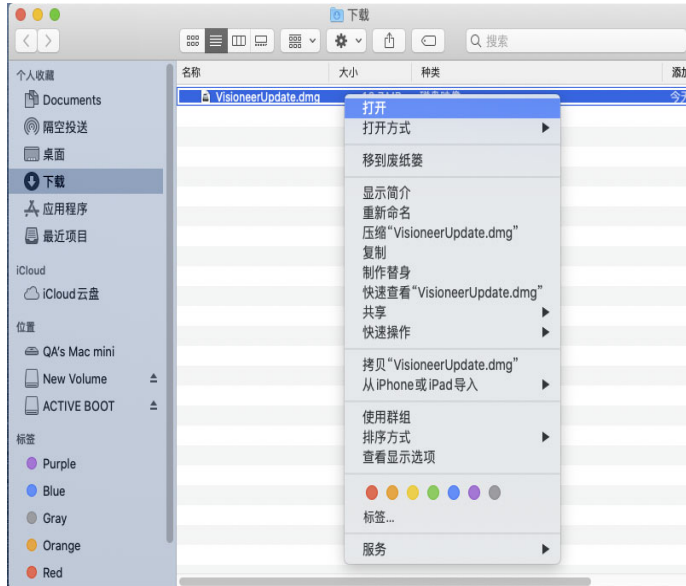 下载
搜索
名称
大小
种类
添加
VisioneerUpdate.dmg
今天
个人收藏
Documents
隔空投送
桌面
下载
应用程序
最近项目
iCloud
iCloud云盘
位置
QA's Mac mini
New Volume
ACTIVE BOOT
标签
Purple
Blue
Gray
Orange
Red
打开
打开方式
移到废纸篓
显示简介
重新命名
压缩“VisioneerUpdate.dmg”
复制
制作替身
快速查看“VisioneerUpdate.dmg”
共享
快速操作
拷贝“VisioneerUpdate.dmg”
从iPhone或iPad导入
使用群组
排序方式
查看显示选项
标签...
服务